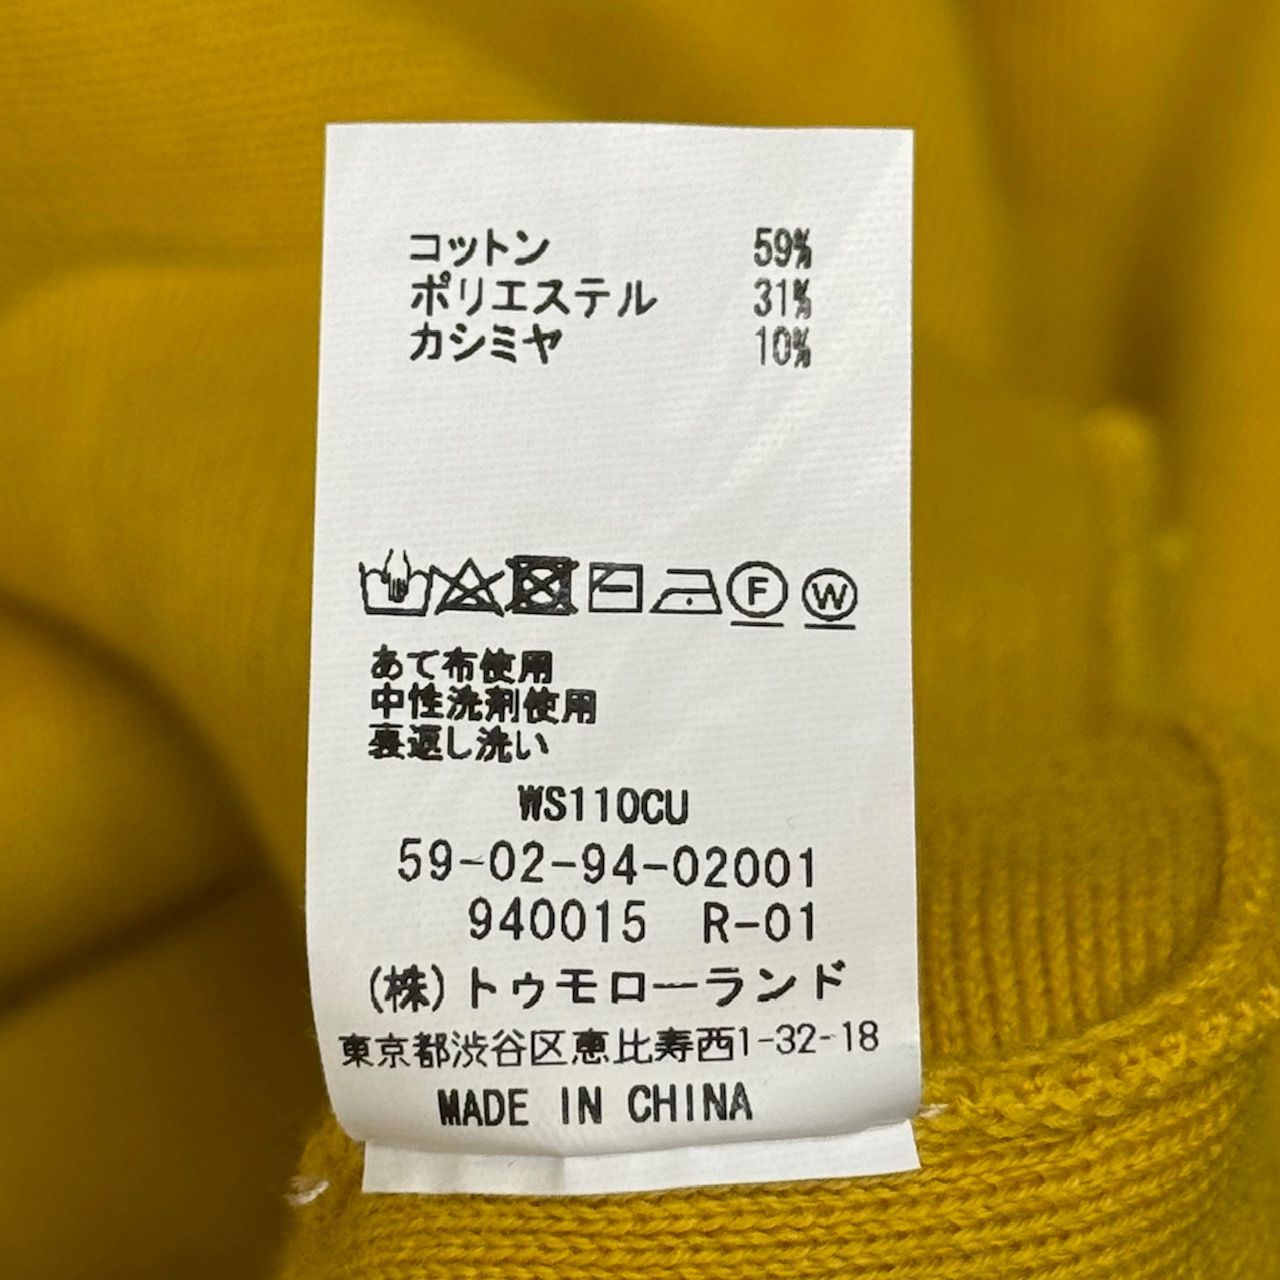 コットン 59%
ポリエステル 31%
カシミヤ 10%
F W
あて布使用
中性洗剤使用
裏返し洗い
WS110CU
59-02-94-02001
940015 R-01
(株)トゥモローランド
東京都渋谷区恵比寿西1-32-18
MADE IN CHINA